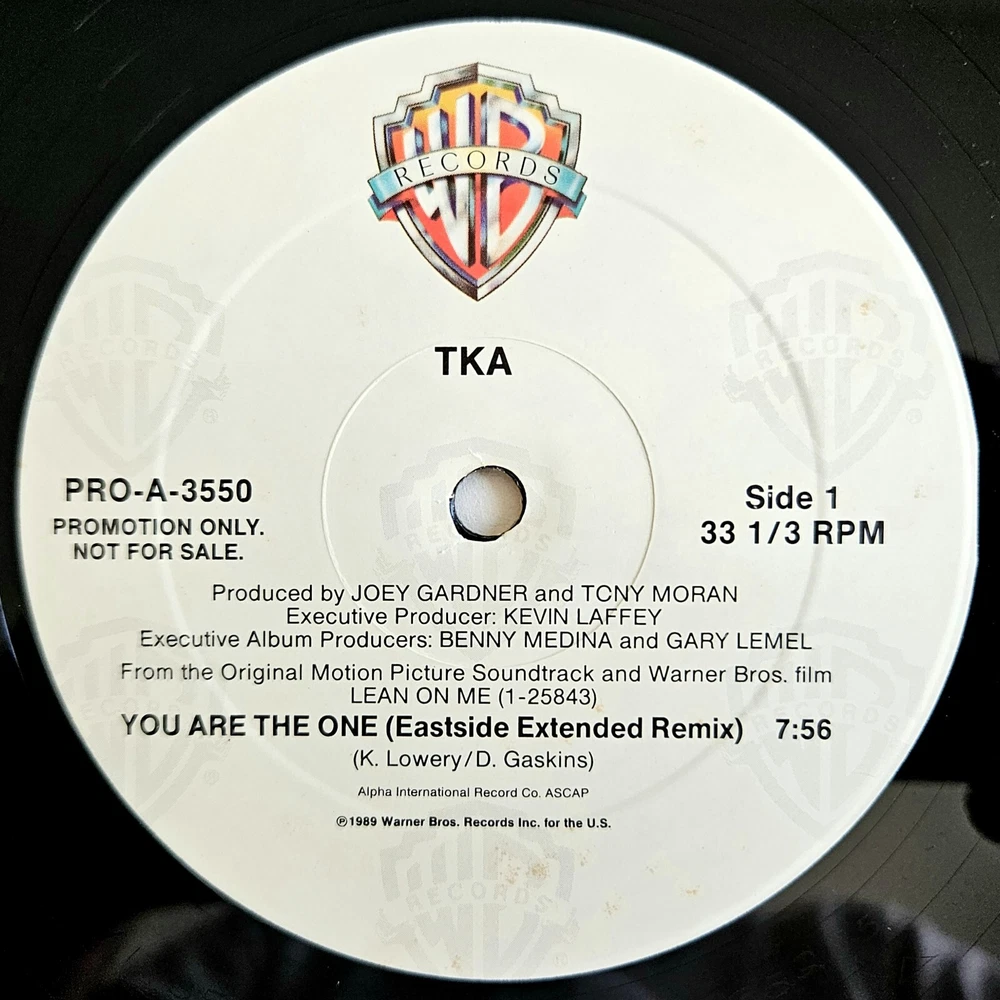 WB
RECORDS
TKA
PRO-A-3550
PROMOTION ONLY.
NOT FOR SALE.
Side 1
33 1/3 RPM
Produced by JOEY GARDNER and TONY MORAN
Executive Producer: KEVIN LAFFEY
Executive Album Producers: BENNY MEDINA and GARY LEMEL
From the Original Motion Picture Soundtrack and Warner Bros. film
LEAN ON ME (1-25843)
YOU ARE THE ONE (Eastside Extended Remix) 7:56
(K. Lowery/D. Gaskins)
Alpha International Record Co. ASCAP
℗1989 Warner Bros. Records Inc. for the U.S.